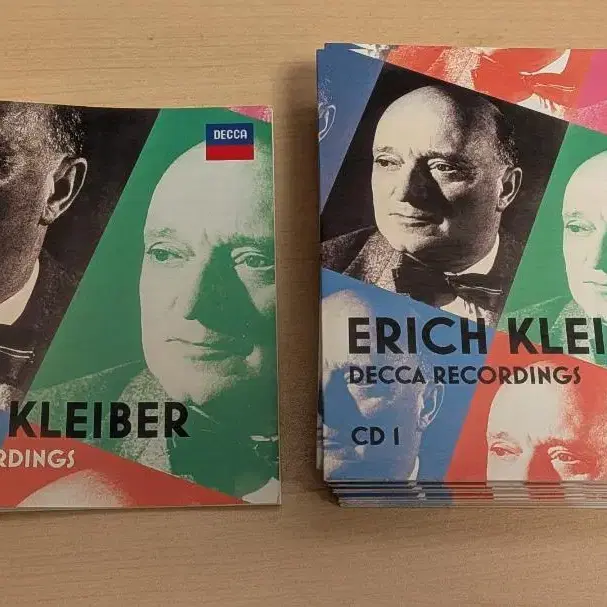 DECCA
KLEIBER
RDINGS
ERICH KLEI
DECCA RECORDINGS
CD 1